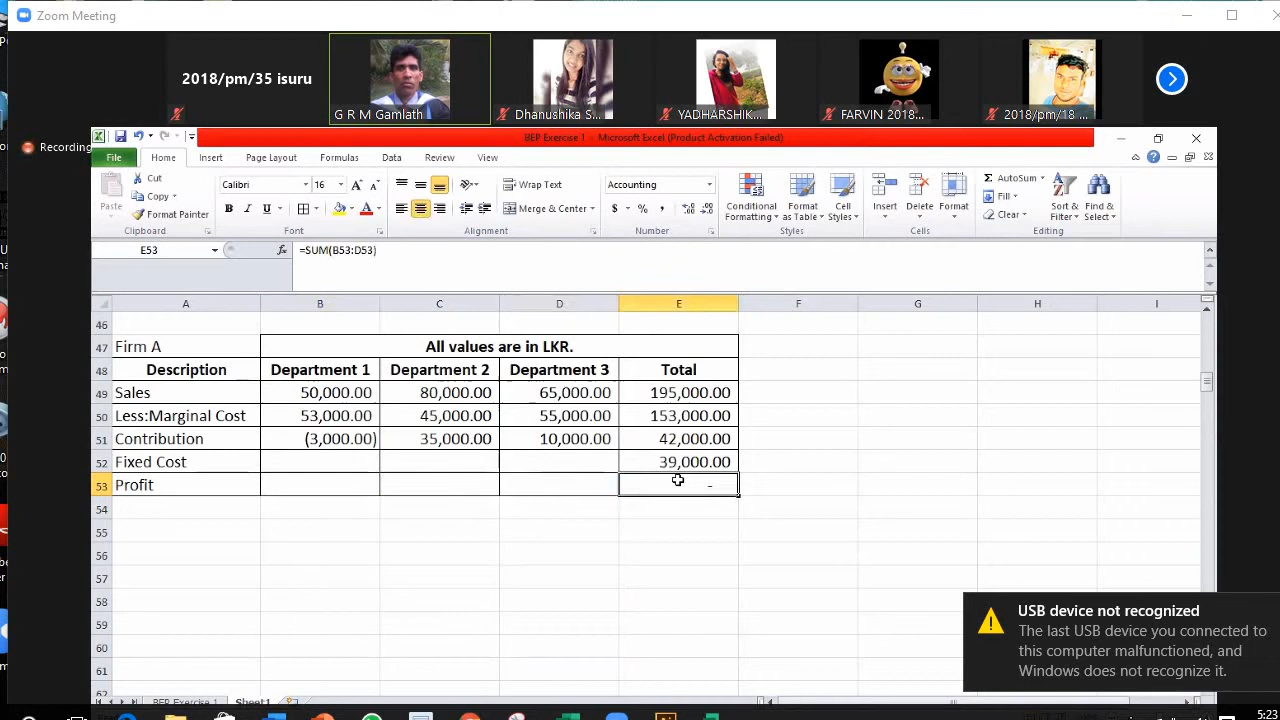 Zoom Meeting
2018/pm/35 isuru
G R M Gamlath
Dhanushika S...
YADHARSHIK...
FARVIN 2018...
2018/pm/18 ...
Recording
BEP Exercise 1 - Microsoft Excel (Product Activation Failed)
File Home Insert Page Layout Formulas Data Review View
Paste
Cut
Copy
Format Painter
Clipboard
Calibri 16
B I U
Font
Wrap Text
Merge & Center
Alignment
Accounting
$ % ,
Number
Conditional Formatting
Format as Table
Cell Styles
Styles
Insert Delete Format
Cells
Σ AutoSum
Fill
Clear
Sort & Filter
Find & Select
Editing
E53 fx =SUM(B53:D53)
A B C D E F G H I
46
47 Firm A All values are in LKR.
48 Description Department 1 Department 2 Department 3 Total
49 Sales 50,000.00 80,000.00 65,000.00 195,000.00
50 Less:Marginal Cost 53,000.00 45,000.00 55,000.00 153,000.00
51 Contribution (3,000.00) 35,000.00 10,000.00 42,000.00
52 Fixed Cost 39,000.00
53 Profit -
54
55
56
57
58
59
60
61
62
USB device not recognized
The last USB device you connected to
this computer malfunctioned, and
Windows does not recognize it.
BEP Exercise 1 Sheet1
5:23